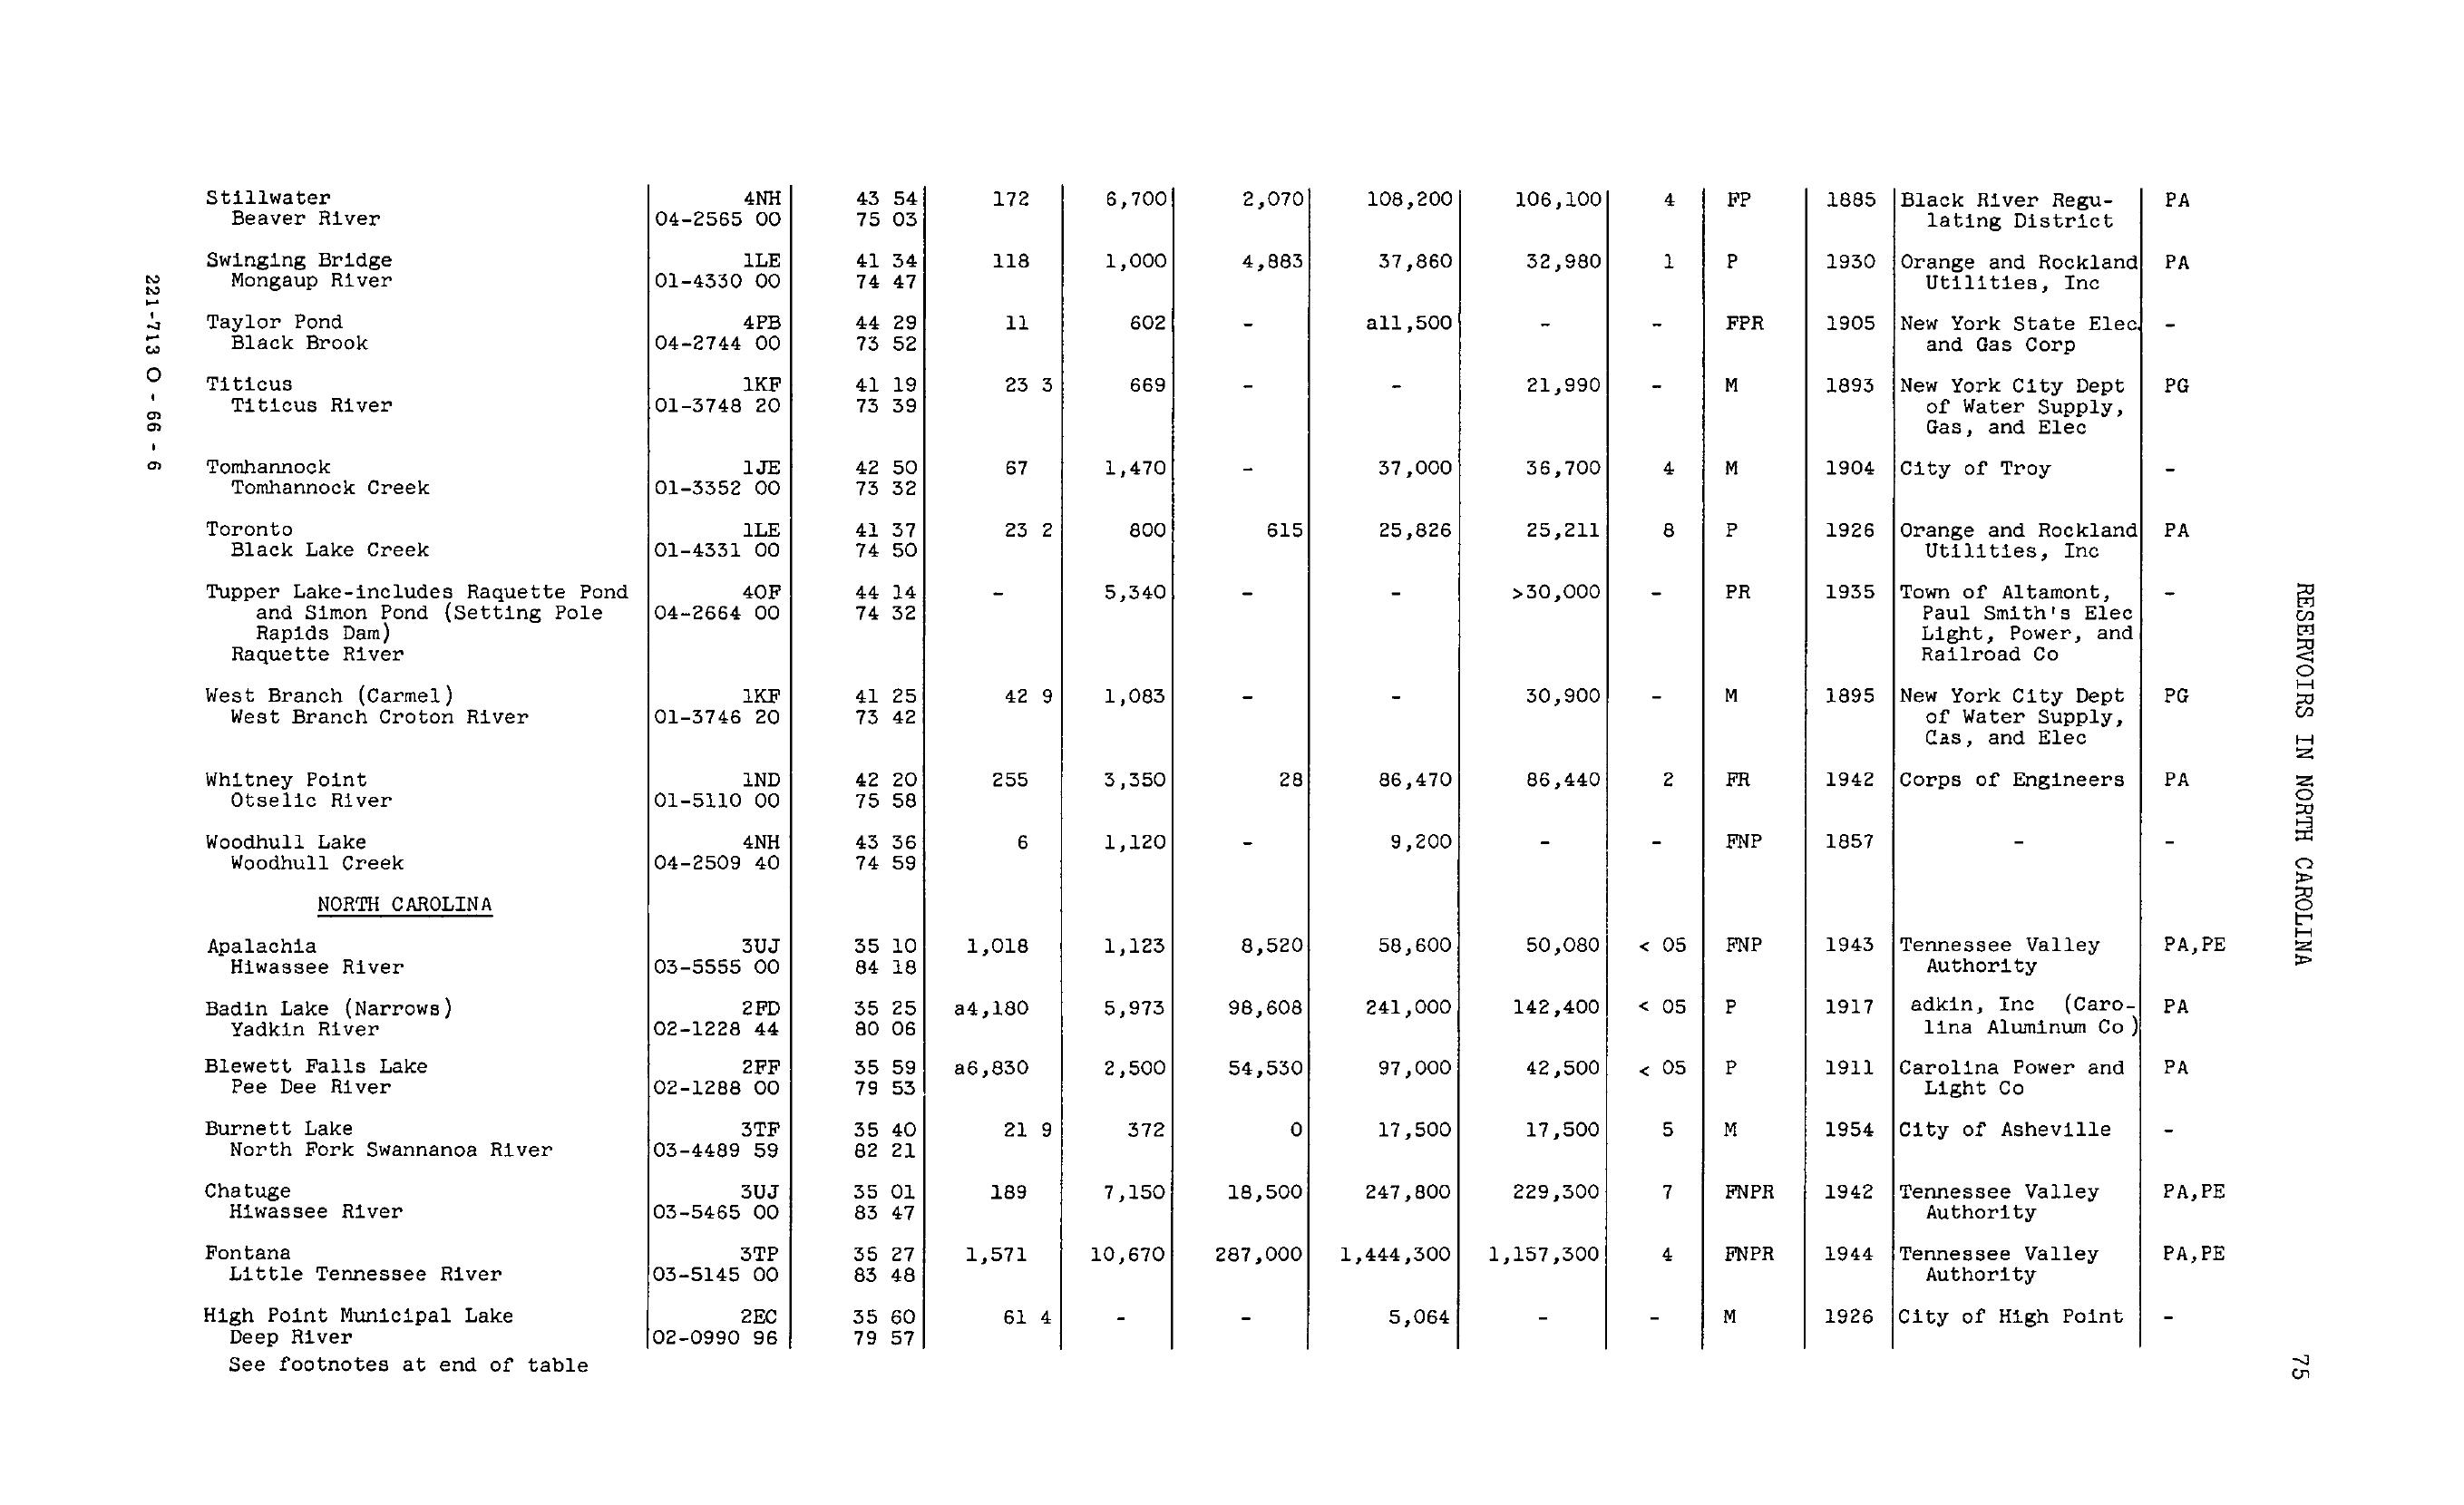 Stillwater 4NH 43 54 172 6,700 2,070 108,200 106,100 4 FP 1885 Black River Regu- PA
Beaver River 04-2565 00 75 03 lating District
Swinging Bridge 1LE 41 34 118 1,000 4,883 37,860 32,980 1 P 1930 Orange and Rockland PA
Mongaup River 01-4330 00 74 47 Utilities, Inc
Taylor Pond 4PB 44 29 11 602 - a11,500 - - FPR 1905 New York State Elec. -
Black Brook 04-2744 00 73 52 and Gas Corp
Titicus 1KF 41 19 23 3 669 - - 21,990 - M 1893 New York City Dept PG
Titicus River 01-3748 20 73 39 of Water Supply,
Gas, and Elec
Tomhannock 1JE 42 50 67 1,470 - 37,000 36,700 4 M 1904 City of Troy -
Tomhannock Creek 01-3352 00 73 32
Toronto 1LE 41 37 23 2 800 615 25,826 25,211 8 P 1926 Orange and Rockland PA
Black Lake Creek 01-4331 00 74 50 Utilities, Inc
Tupper Lake-includes Raquette Pond 4OF 44 14 - 5,340 - - >30,000 - PR 1935 Town of Altamont, -
and Simon Pond (Setting Pole 04-2664 00 74 32 Paul Smith's Elec
Rapids Dam) Light, Power, and
Raquette River Railroad Co
West Branch (Carmel) 1KF 41 25 42 9 1,083 - - 30,900 - M 1895 New York City Dept PG
West Branch Croton River 01-3746 20 73 42 of Water Supply,
Gas, and Elec
Whitney Point 1ND 42 20 255 3,350 28 86,470 86,440 2 FR 1942 Corps of Engineers PA
Otselic River 01-5110 00 75 58
Woodhull Lake 4NH 43 36 6 1,120 - 9,200 - - FNP 1857 - -
Woodhull Creek 04-2509 40 74 59
NORTH CAROLINA
Apalachia 3UJ 35 10 1,018 1,123 8,520 58,600 50,080 < 05 FNP 1943 Tennessee Valley PA,PE
Hiwassee River 03-5555 00 84 18 Authority
Badin Lake (Narrows) 2FD 35 25 a4,180 5,973 98,608 241,000 142,400 < 05 P 1917 adkin, Inc (Caro- PA
Yadkin River 02-1228 44 80 06 lina Aluminum Co )
Blewett Falls Lake 2FF 35 59 a6,830 2,500 54,530 97,000 42,500 < 05 P 1911 Carolina Power and PA
Pee Dee River 02-1288 00 79 53 Light Co
Burnett Lake 3TF 35 40 21 9 372 0 17,500 17,500 5 M 1954 City of Asheville -
North Fork Swannanoa River 03-4489 59 82 21
Chatuge 3UJ 35 01 189 7,150 18,500 247,800 229,300 7 FNPR 1942 Tennessee Valley PA,PE
Hiwassee River 03-5465 00 83 47 Authority
Fontana 3TP 35 27 1,571 10,670 287,000 1,444,300 1,157,300 4 FNPR 1944 Tennessee Valley PA,PE
Little Tennessee River 03-5145 00 83 48 Authority
High Point Municipal Lake 2EC 35 60 61 4 - - 5,064 - - M 1926 City of High Point -
Deep River 02-0990 96 79 57
See footnotes at end of table
221-713 O - 66 - 6
RESERVOIRS IN NORTH CAROLINA
75